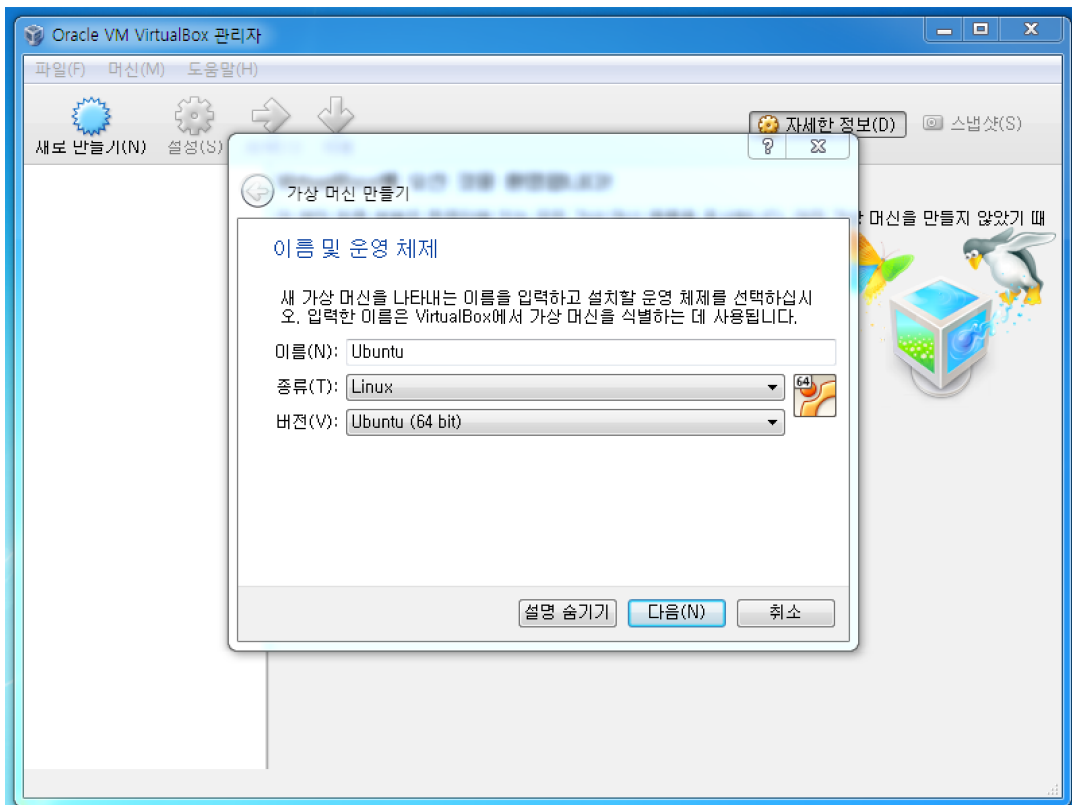 Oracle VM VirtualBox 관리자
파일(F) 머신(M) 도움말(H)
새로 만들기(N) 설정(S)
자세한 정보(D) 스냅샷(S)
가상 머신 만들기
머신을 만들지 않았기 때
이름 및 운영 체제
새 가상 머신을 나타내는 이름을 입력하고 설치할 운영 체제를 선택하십시
오. 입력한 이름은 VirtualBox에서 가상 머신을 식별하는 데 사용됩니다.
이름(N): Ubuntu
종류(T): Linux
64
버전(V): Ubuntu (64 bit)
설명 숨기기 다음(N) 취소